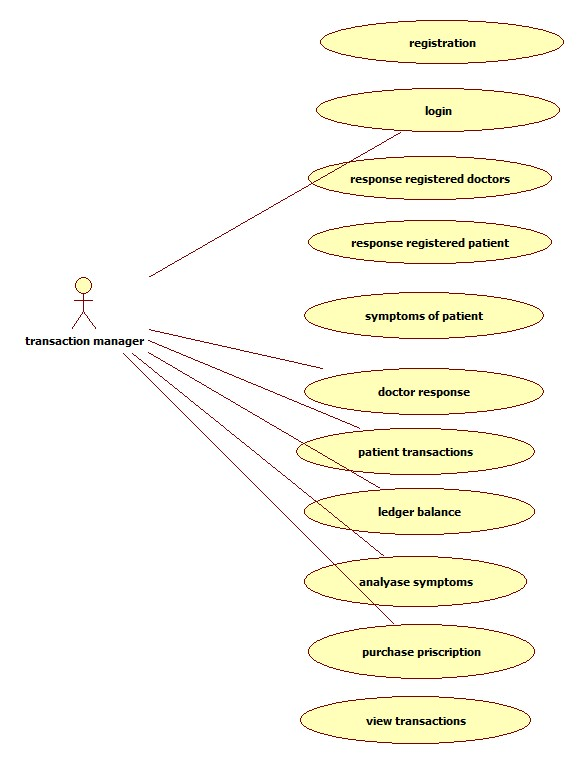 registration
login
response registered doctors
response registered patient
symptoms of patient
transaction manager
doctor response
patient transactions
ledger balance
analyase symptoms
purchase priscription
view transactions